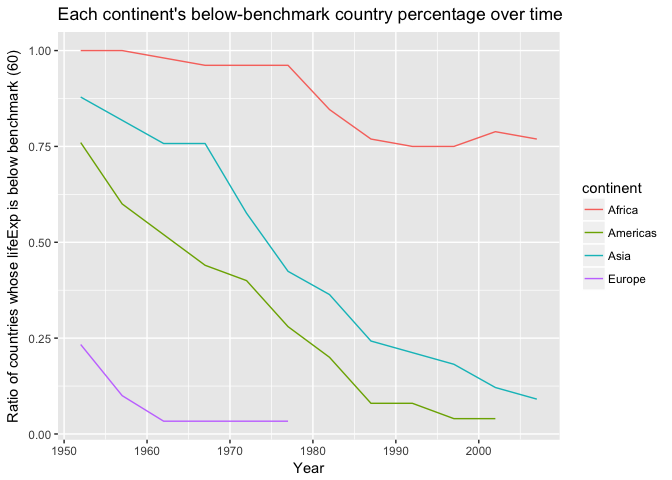 Each continent's below-benchmark country percentage over time
Ratio of countries whose lifeExp is below benchmark (60)
1.00
0.75
0.50
0.25
0.00
1950 1960 1970 1980 1990 2000
Year
continent
Africa
Americas
Asia
Europe